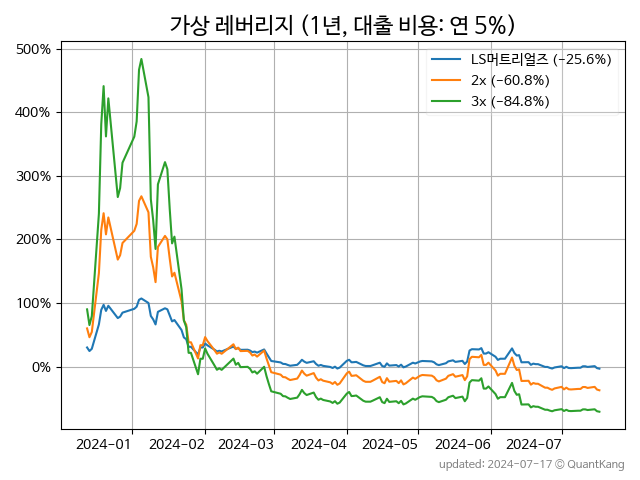 가상 레버리지 (1년, 대출 비용: 연 5%)
500%
400%
300%
200%
100%
0%
LS머트리얼즈 (-25.6%)
2x (-60.8%)
3x (-84.8%)
2024-01 2024-02 2024-03 2024-04 2024-05 2024-06 2024-07
updated: 2024-07-17 © QuantKang